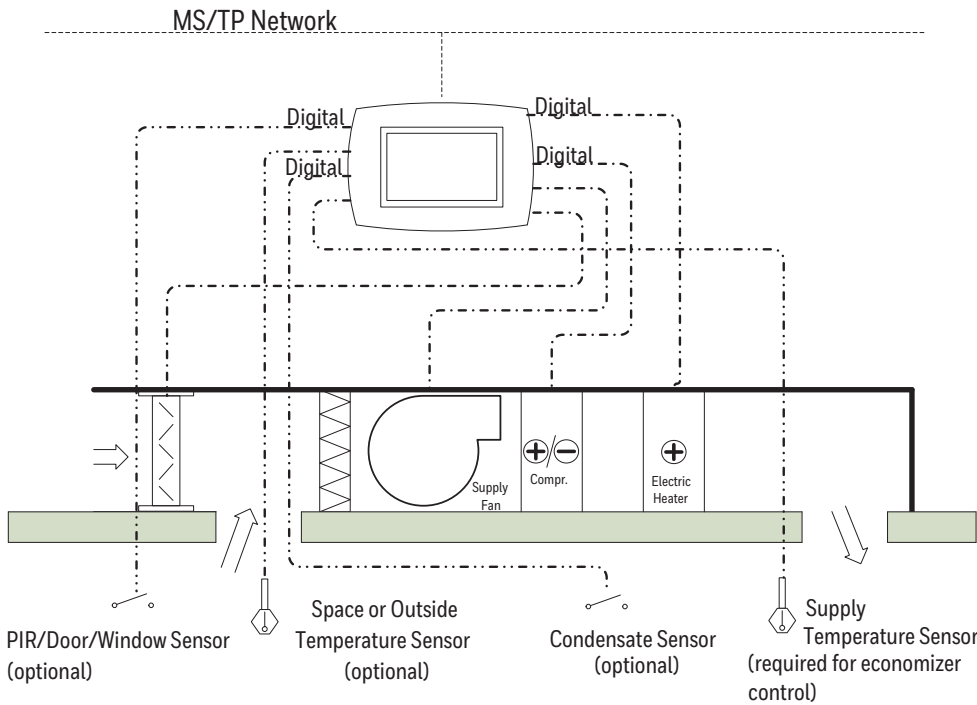 MS/TP Network
Digital
Digital
Digital
Digital
Supply
Fan
Compr.
Electric
Heater
PIR/Door/Window Sensor
(optional)
Space or Outside
Temperature Sensor
(optional)
Condensate Sensor
(optional)
Supply
Temperature Sensor
(required for economizer
control)